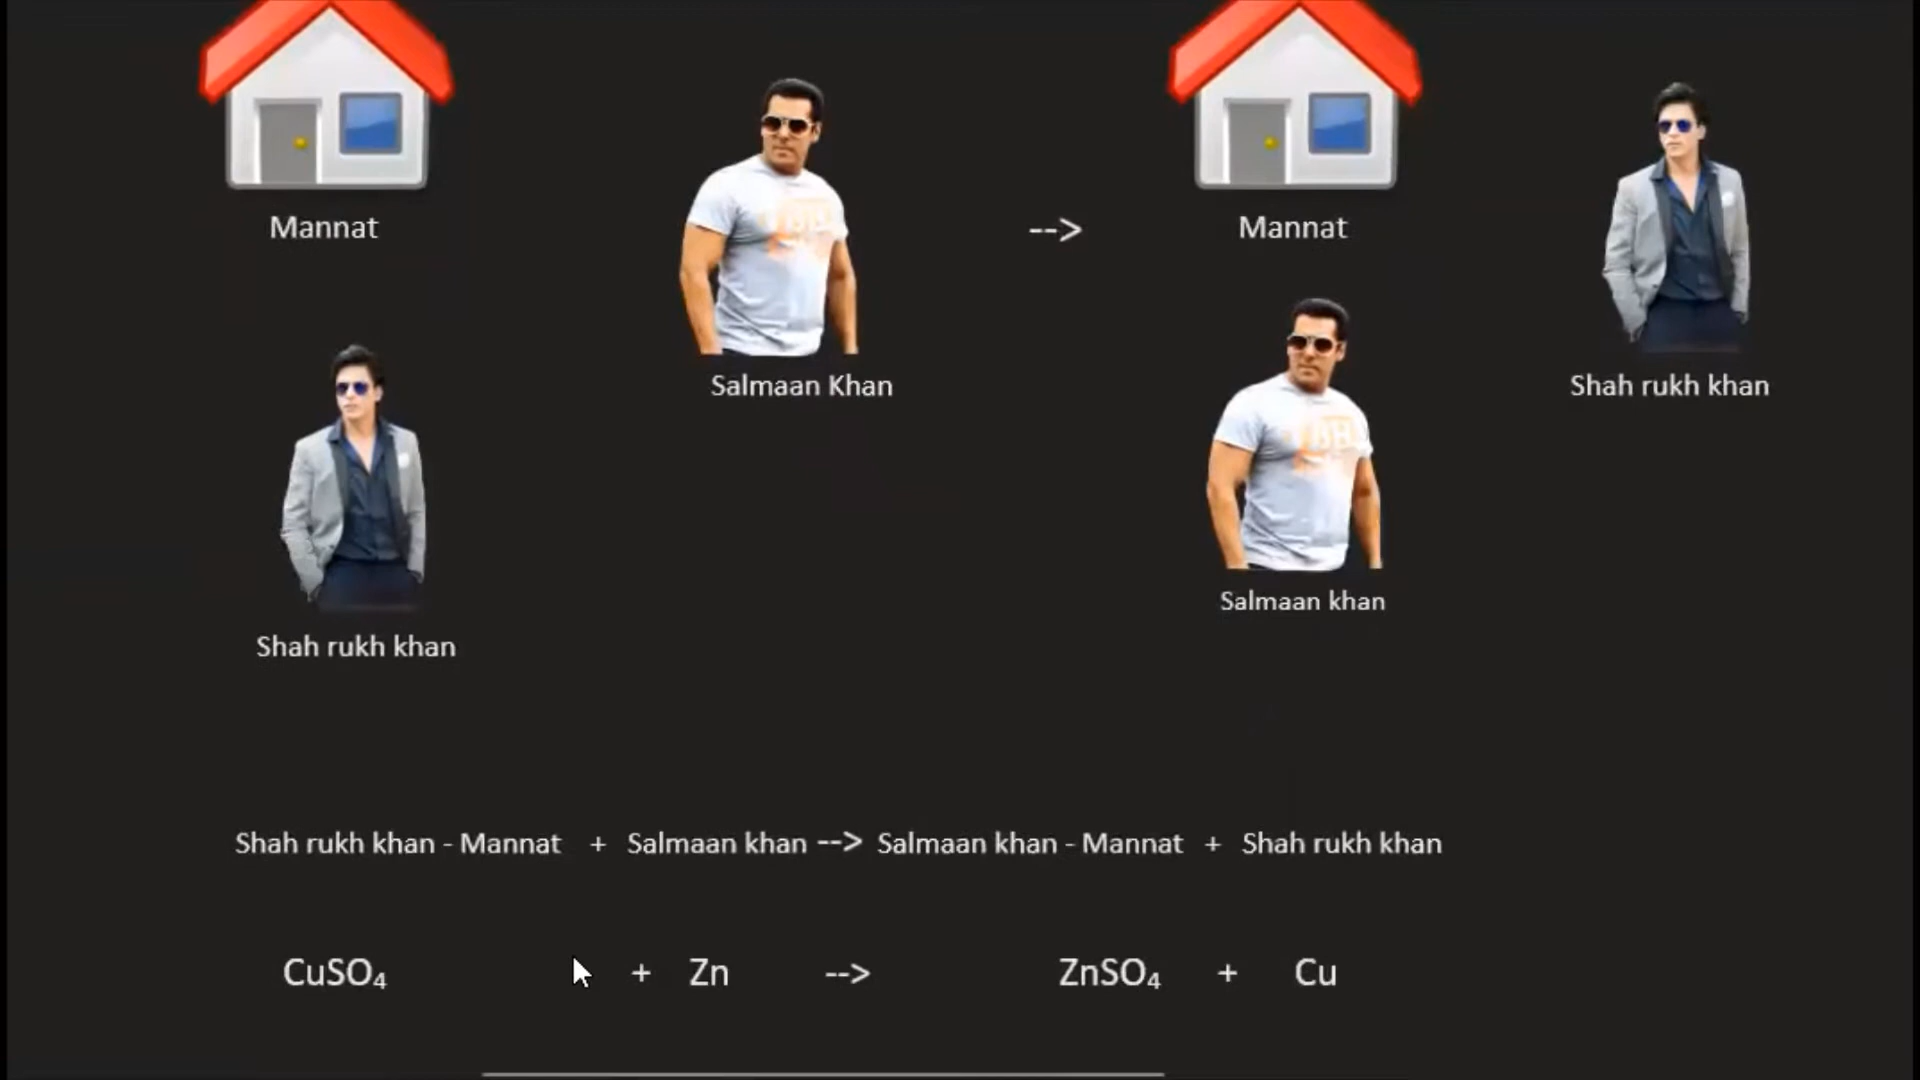 Mannat
Mannat
-->
Salmaan Khan
Shah rukh khan
Salmaan khan
Shah rukh khan
Shah rukh khan - Mannat + Salmaan khan --> Salmaan khan - Mannat + Shah rukh khan
CuSO₄ + Zn --> ZnSO₄ + Cu